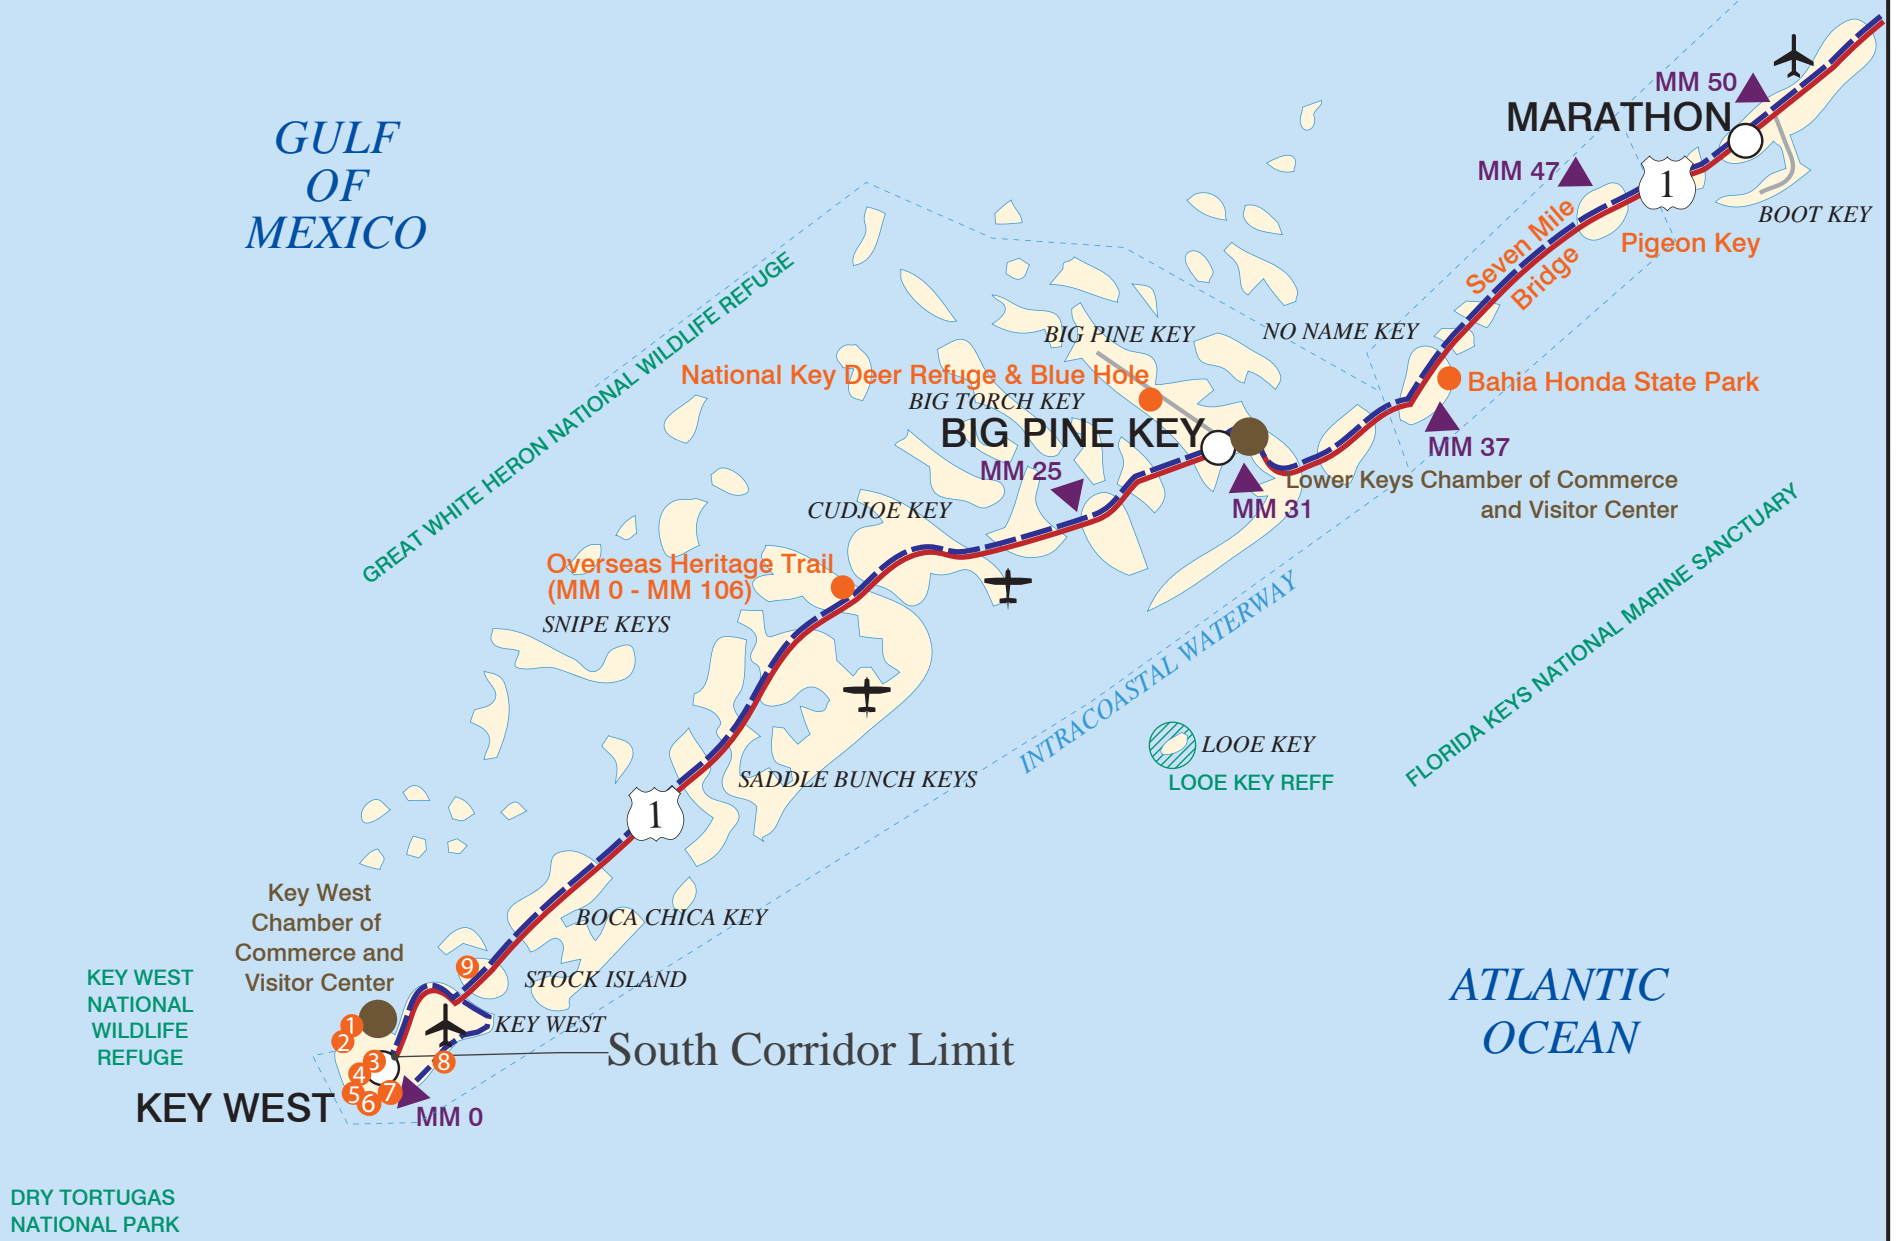 GULF
OF
MEXICO
MM 50
MARATHON
MM 47
1
BOOT KEY
Seven Mile
Bridge
Pigeon Key
GREAT WHITE HERON NATIONAL WILDLIFE REFUGE
BIG PINE KEY
NO NAME KEY
National Key Deer Refuge & Blue Hole
BIG TORCH KEY
Bahia Honda State Park
BIG PINE KEY
MM 37
MM 25
Lower Keys Chamber of Commerce
and Visitor Center
MM 31
CUDJOE KEY
Overseas Heritage Trail
(MM 0 - MM 106)
SNIPE KEYS
INTRACOASTAL WATERWAY
FLORIDA KEYS NATIONAL MARINE SANCTUARY
LOOE KEY
LOOE KEY REFF
SADDLE BUNCH KEYS
1
Key West
Chamber of
Commerce and
Visitor Center
BOCA CHICA KEY
9
STOCK ISLAND
KEY WEST
NATIONAL
WILDLIFE
REFUGE
KEY WEST
1
2
3
4
5
6
7
8
South Corridor Limit
KEY WEST
MM 0
ATLANTIC
OCEAN
DRY TORTUGAS
NATIONAL PARK